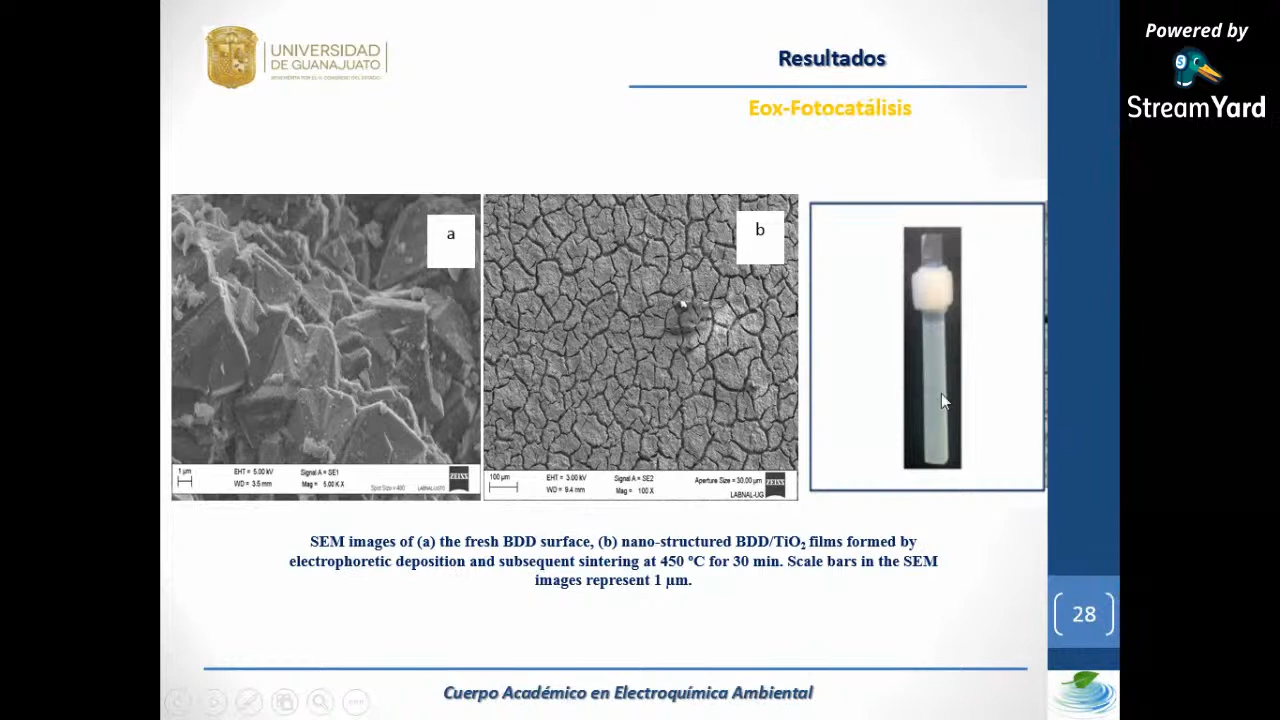 UNIVERSIDAD
DE GUANAJUATO
Resultados
Eox-Fotocatálisis
Powered by
StreamYard
a
b
1 µm
EHT = 5.00 kV
Signal A = SE1
WD = 3.5 mm
Mag = 5.00 K X
ZEISS
100 µm
EHT = 3.00 kV
Signal A = SE2
Aperture Size = 30.00 µm
WD = 9.4 mm
Mag = 100 X
LABNAL-UG
ZEISS
SEM images of (a) the fresh BDD surface, (b) nano-structured BDD/TiO2 films formed by
electrophoretic deposition and subsequent sintering at 450 °C for 30 min. Scale bars in the SEM
images represent 1 µm.
28
Cuerpo Académico en Electroquímica Ambiental